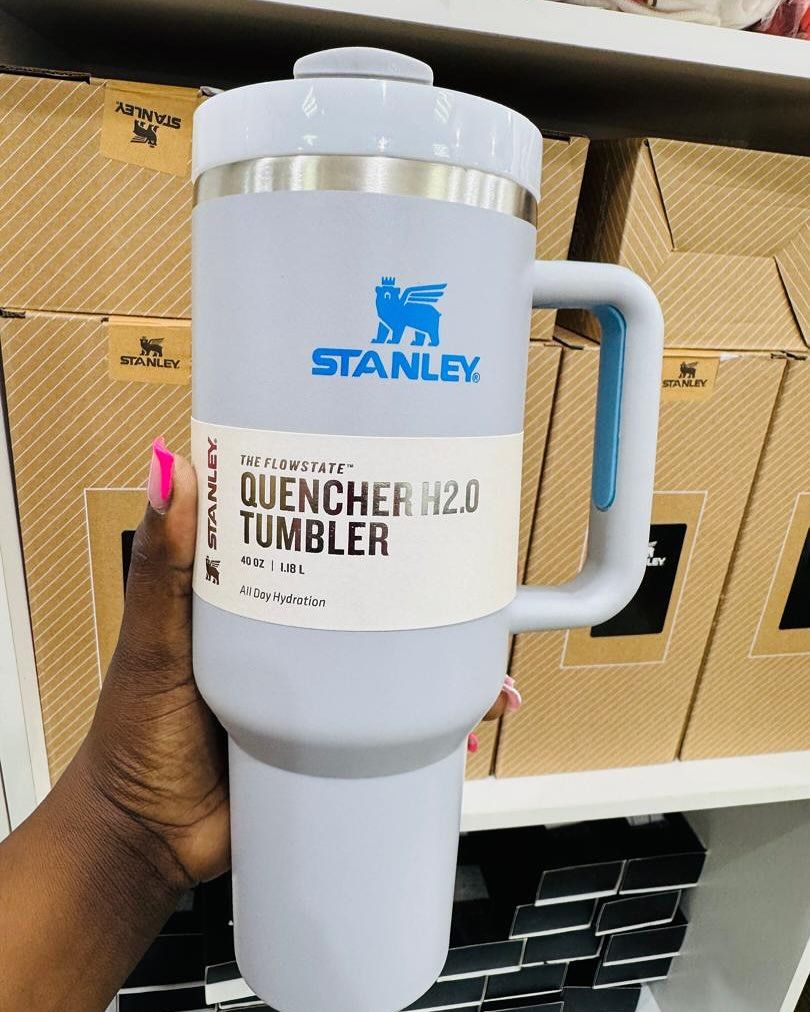 STANLEY
STANLEY
STANLEY
STANLEY®
STANLEY
THE FLOWSTATE™
QUENCHER H2.0
TUMBLER
40 OZ | 1.18 L
All Day Hydration